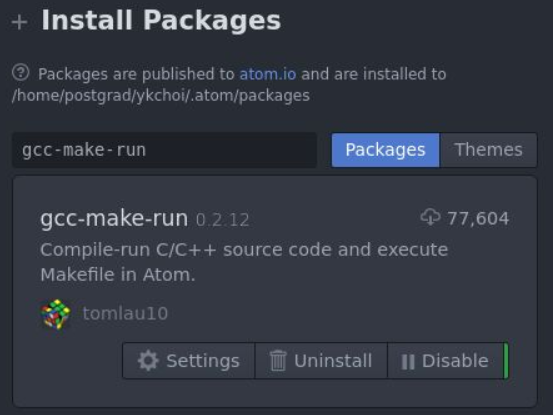 + Install Packages
? Packages are published to atom.io and are installed to
/home/postgrad/ykchoi/.atom/packages
gcc-make-run Packages Themes
gcc-make-run 0.2.12 77,604
Compile-run C/C++ source code and execute
Makefile in Atom.
tomlau10
Settings Uninstall Disable